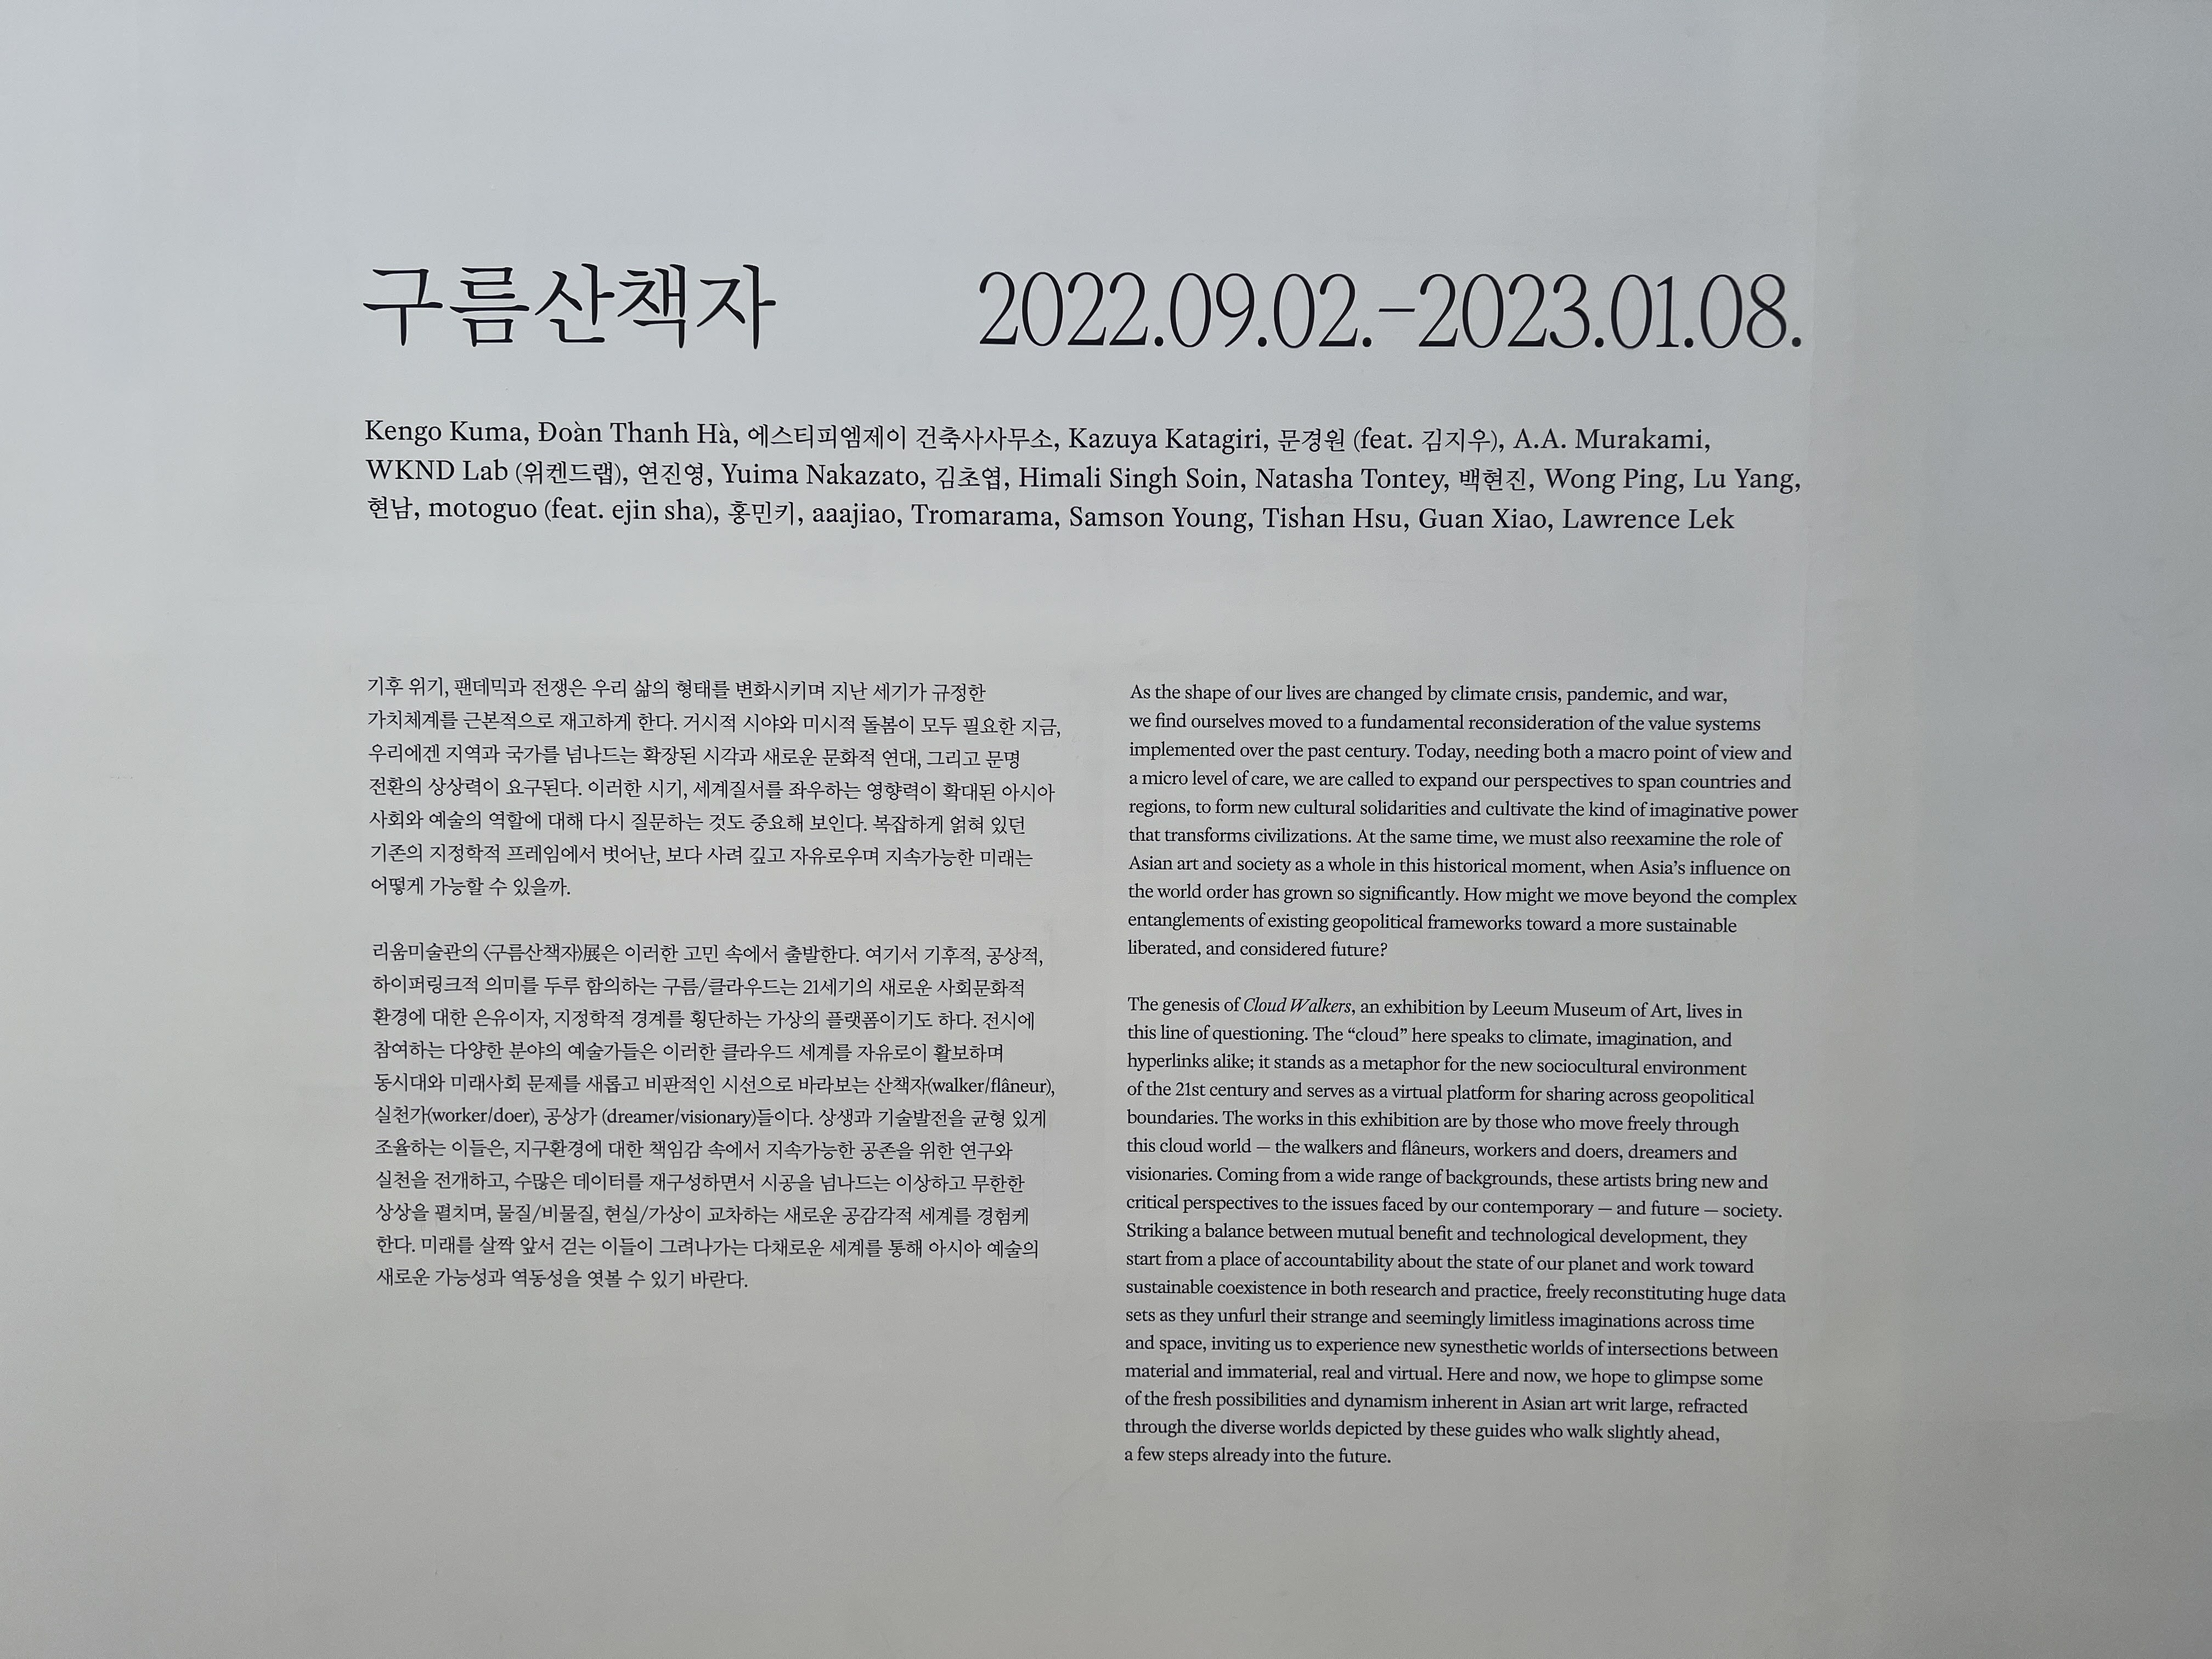 구름산책자 2022.09.02.–2023.01.08.
Kengo Kuma, Đoàn Thanh Hà, 에스티피엠제이 건축사사무소, Kazuya Katagiri, 문경원 (feat. 김지우), A.A. Murakami,
WKND Lab (위켄드랩), 연진영, Yuima Nakazato, 김초엽, Himali Singh Soin, Natasha Tontey, 백현진, Wong Ping, Lu Yang,
현남, motoguo (feat. ejin sha), 홍민키, aaajiao, Tromarama, Samson Young, Tishan Hsu, Guan Xiao, Lawrence Lek
기후 위기, 팬데믹과 전쟁은 우리 삶의 형태를 변화시키며 지난 세기가 규정한
가치체계를 근본적으로 재고하게 한다. 거시적 시야와 미시적 돌봄이 모두 필요한 지금,
우리에겐 지역과 국가를 넘나드는 확장된 시각과 새로운 문화적 연대, 그리고 문명
전환의 상상력이 요구된다. 이러한 시기, 세계질서를 좌우하는 영향력이 확대된 아시아
사회와 예술의 역할에 대해 다시 질문하는 것도 중요해 보인다. 복잡하게 얽혀 있던
기존의 지정학적 프레임에서 벗어난, 보다 사려 깊고 자유로우며 지속가능한 미래는
어떻게 가능할 수 있을까.
리움미술관의 〈구름산책자〉展은 이러한 고민 속에서 출발한다. 여기서 기후적, 공상적,
하이퍼링크적 의미를 두루 함의하는 구름/클라우드는 21세기의 새로운 사회문화적
환경에 대한 은유이자, 지정학적 경계를 횡단하는 가상의 플랫폼이기도 하다. 전시에
참여하는 다양한 분야의 예술가들은 이러한 클라우드 세계를 자유로이 활보하며
동시대와 미래사회 문제를 새롭고 비판적인 시선으로 바라보는 산책자(walker/flâneur),
실천가(worker/doer), 공상가 (dreamer/visionary)들이다. 상생과 기술발전을 균형 있게
조율하는 이들은, 지구환경에 대한 책임감 속에서 지속가능한 공존을 위한 연구와
실천을 전개하고, 수많은 데이터를 재구성하면서 시공을 넘나드는 이상하고 무한한
상상을 펼치며, 물질/비물질, 현실/가상이 교차하는 새로운 공감각적 세계를 경험케
한다. 미래를 살짝 앞서 걷는 이들이 그려나가는 다채로운 세계를 통해 아시아 예술의
새로운 가능성과 역동성을 엿볼 수 있기 바란다.
As the shape of our lives are changed by climate crisis, pandemic, and war,
we find ourselves moved to a fundamental reconsideration of the value systems
implemented over the past century. Today, needing both a macro point of view and
a micro level of care, we are called to expand our perspectives to span countries and
regions, to form new cultural solidarities and cultivate the kind of imaginative power
that transforms civilizations. At the same time, we must also reexamine the role of
Asian art and society as a whole in this historical moment, when Asia’s influence on
the world order has grown so significantly. How might we move beyond the complex
entanglements of existing geopolitical frameworks toward a more sustainable
liberated, and considered future?
The genesis of Cloud Walkers, an exhibition by Leeum Museum of Art, lives in
this line of questioning. The “cloud” here speaks to climate, imagination, and
hyperlinks alike; it stands as a metaphor for the new sociocultural environment
of the 21st century and serves as a virtual platform for sharing across geopolitical
boundaries. The works in this exhibition are by those who move freely through
this cloud world — the walkers and flâneurs, workers and doers, dreamers and
visionaries. Coming from a wide range of backgrounds, these artists bring new and
critical perspectives to the issues faced by our contemporary — and future — society.
Striking a balance between mutual benefit and technological development, they
start from a place of accountability about the state of our planet and work toward
sustainable coexistence in both research and practice, freely reconstituting huge data
sets as they unfurl their strange and seemingly limitless imaginations across time
and space, inviting us to experience new synesthetic worlds of intersections between
material and immaterial, real and virtual. Here and now, we hope to glimpse some
of the fresh possibilities and dynamism inherent in Asian art writ large, refracted
through the diverse worlds depicted by these guides who walk slightly ahead,
a few steps already into the future.